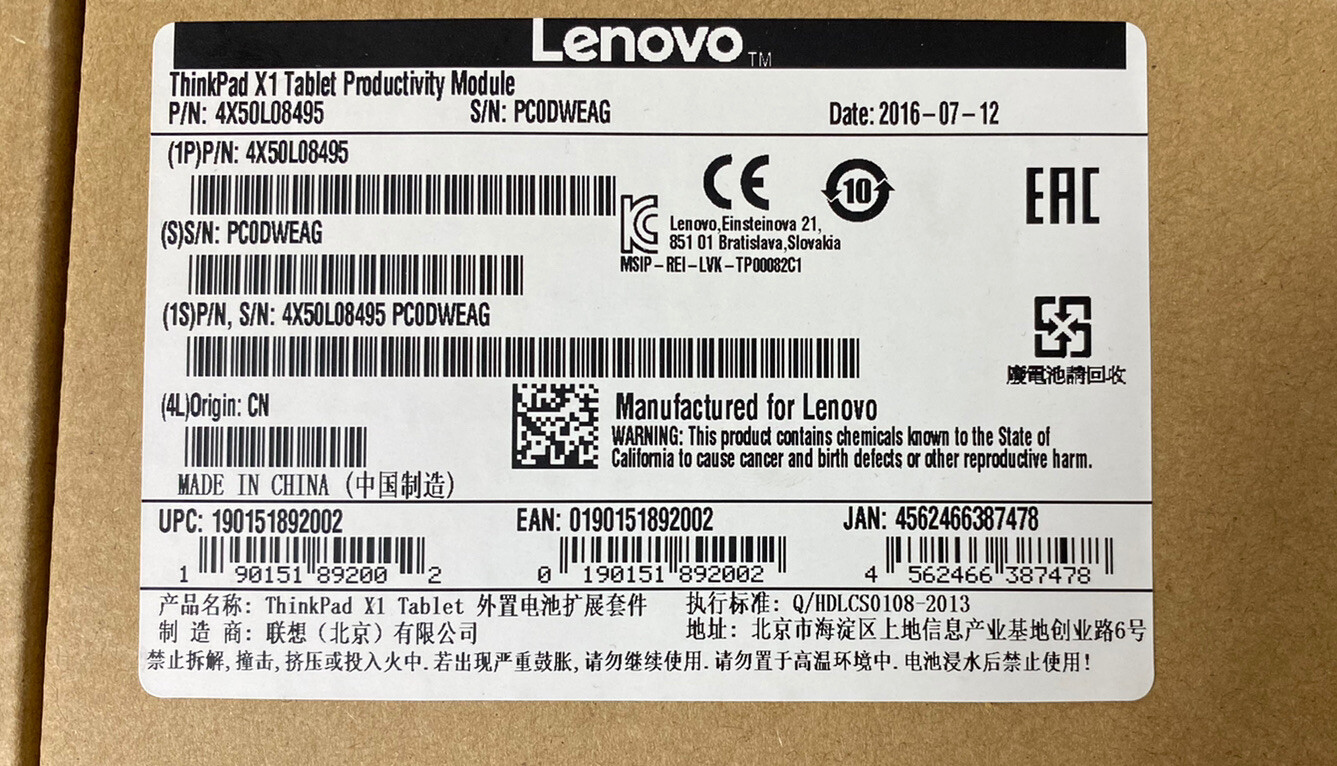 Lenovo™
ThinkPad X1 Tablet Productivity Module
P/N: 4X50L08495 S/N: PC0DWEAG Date: 2016-07-12
(1P)P/N: 4X50L08495
CE 10 EAC
(S)S/N: PC0DWEAG
KC
Lenovo,Einsteinova 21,
851 01 Bratislava,Slovakia
MSIP-REI-LVK-TP00082C1
(1S)P/N, S/N: 4X50L08495 PC0DWEAG
廢電池請回收
(4L)Origin: CN
Manufactured for Lenovo
WARNING: This product contains chemicals known to the State of
California to cause cancer and birth defects or other reproductive harm.
MADE IN CHINA (中国制造)
UPC: 190151892002 EAN: 0190151892002 JAN: 4562466387478
1 90151 89200 2 0 190151 892002 4 562466 387478
产品名称: ThinkPad X1 Tablet 外置电池扩展套件 执行标准: Q/HDLCS0108-2013
制 造 商: 联想(北京)有限公司 地址: 北京市海淀区上地信息产业基地创业路6号
禁止拆解,撞击,挤压或投入火中.若出现严重鼓胀,请勿继续使用.请勿置于高温环境中.电池浸水后禁止使用!